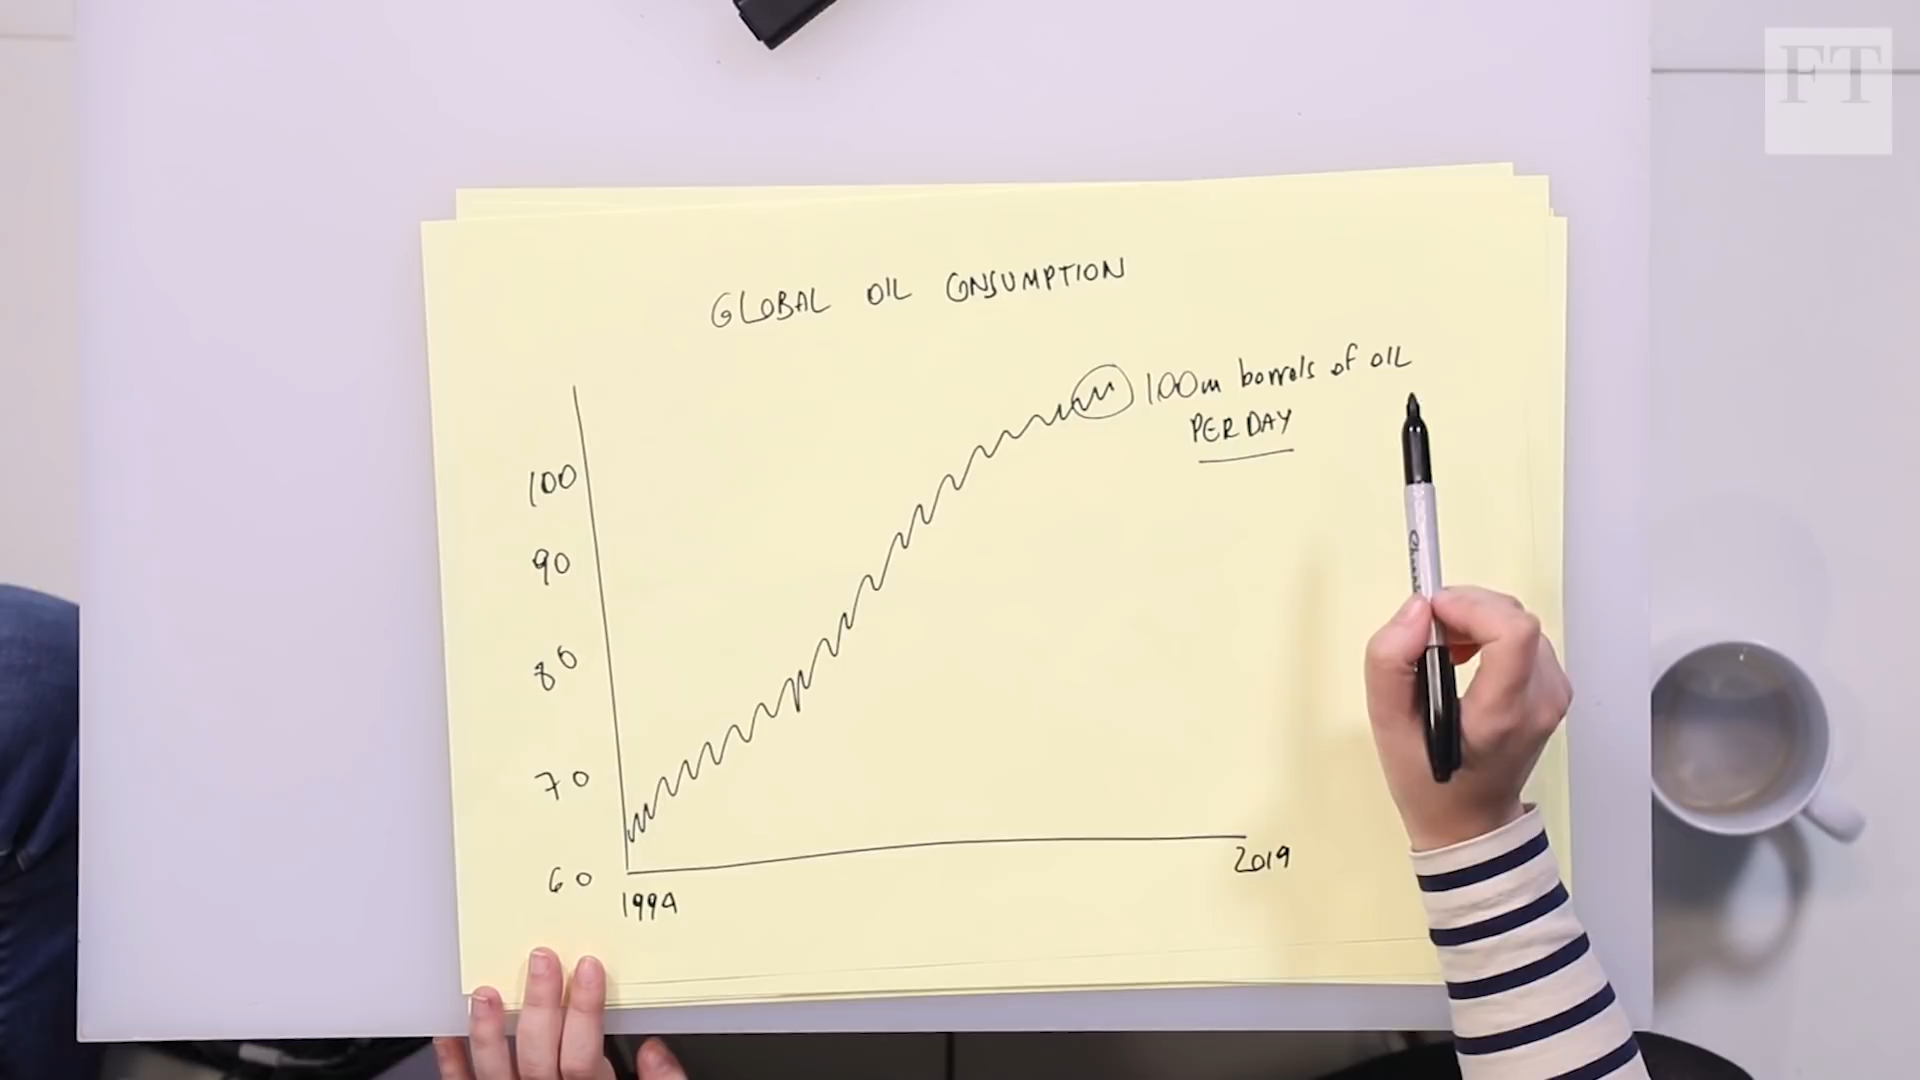 FT
GLOBAL OIL CONSUMPTION
100m barrels of OIL
PER DAY
100
90
80
70
60
1994
2019